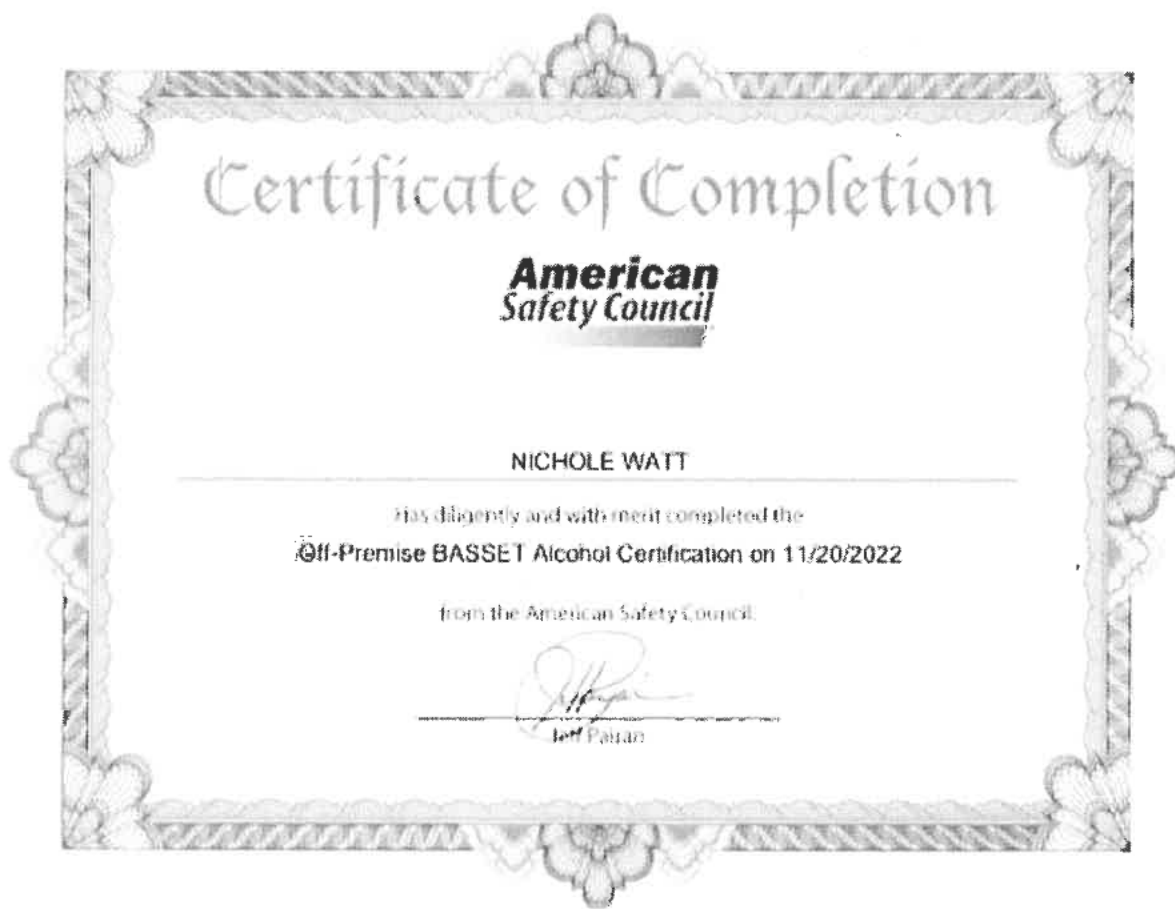 Certificate of Completion
American
Safety Council
NICHOLE WATT
Has diligently and with merit completed the
Off-Premise BASSET Alcohol Certification on 11/20/2022
from the American Safety Council.
Jeff Pairan